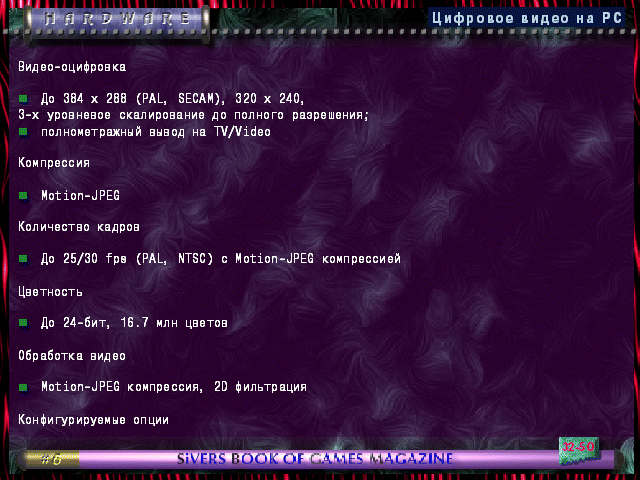 HARDWARE
Цифровое видео на PC
Видео-оцифровка
До 384 x 288 (PAL, SECAM), 320 x 240,
3-х уровневое скалирование до полного разрешения;
полнометражный вывод на TV/Video
Компрессия
Motion-JPEG
Количество кадров
До 25/30 fps (PAL, NTSC) с Motion-JPEG компрессией
Цветность
До 24-бит, 16.7 млн цветов
Обработка видео
Motion-JPEG компрессия, 2D фильтрация
Конфигурируемые опции
#6
SiVERS BOOK OF GAMES MAGAZINE
12:50